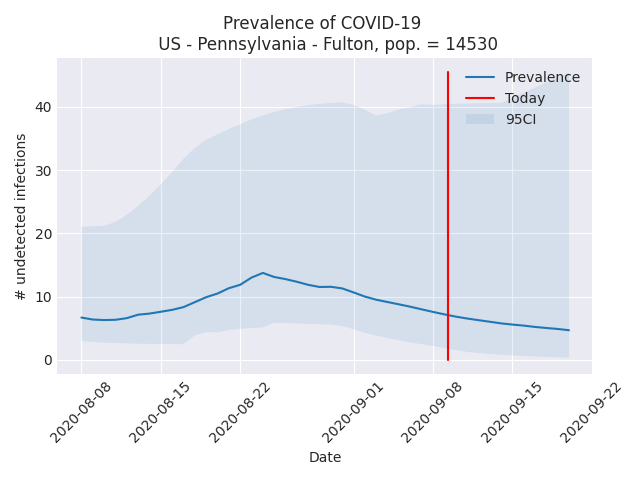 Prevalence of COVID-19
US - Pennsylvania - Fulton, pop. = 14530
Prevalence
Today
95CI
# undetected infections
40
30
20
10
0
2020-08-08
2020-08-15
2020-08-22
2020-09-01
2020-09-08
2020-09-15
2020-09-22
Date